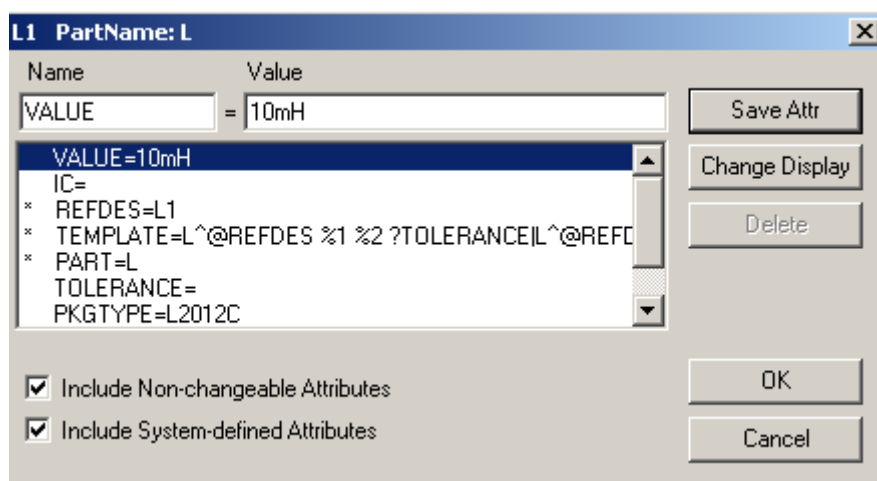 L1 PartName: L
Name Value
VALUE = 10mH
Save Attr
VALUE=10mH
IC=
* REFDES=L1
* TEMPLATE=L^@REFDES %1 %2 ?TOLERANCE|L^@REFD
* PART=L
TOLERANCE=
PKGTYPE=L2012C
Change Display
Delete
Include Non-changeable Attributes
Include System-defined Attributes
OK
Cancel